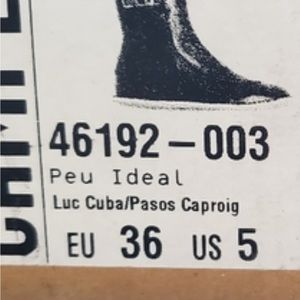 46192-003
Peu Ideal
Luc Cuba/Pasos Caproig
EU 36 US 5